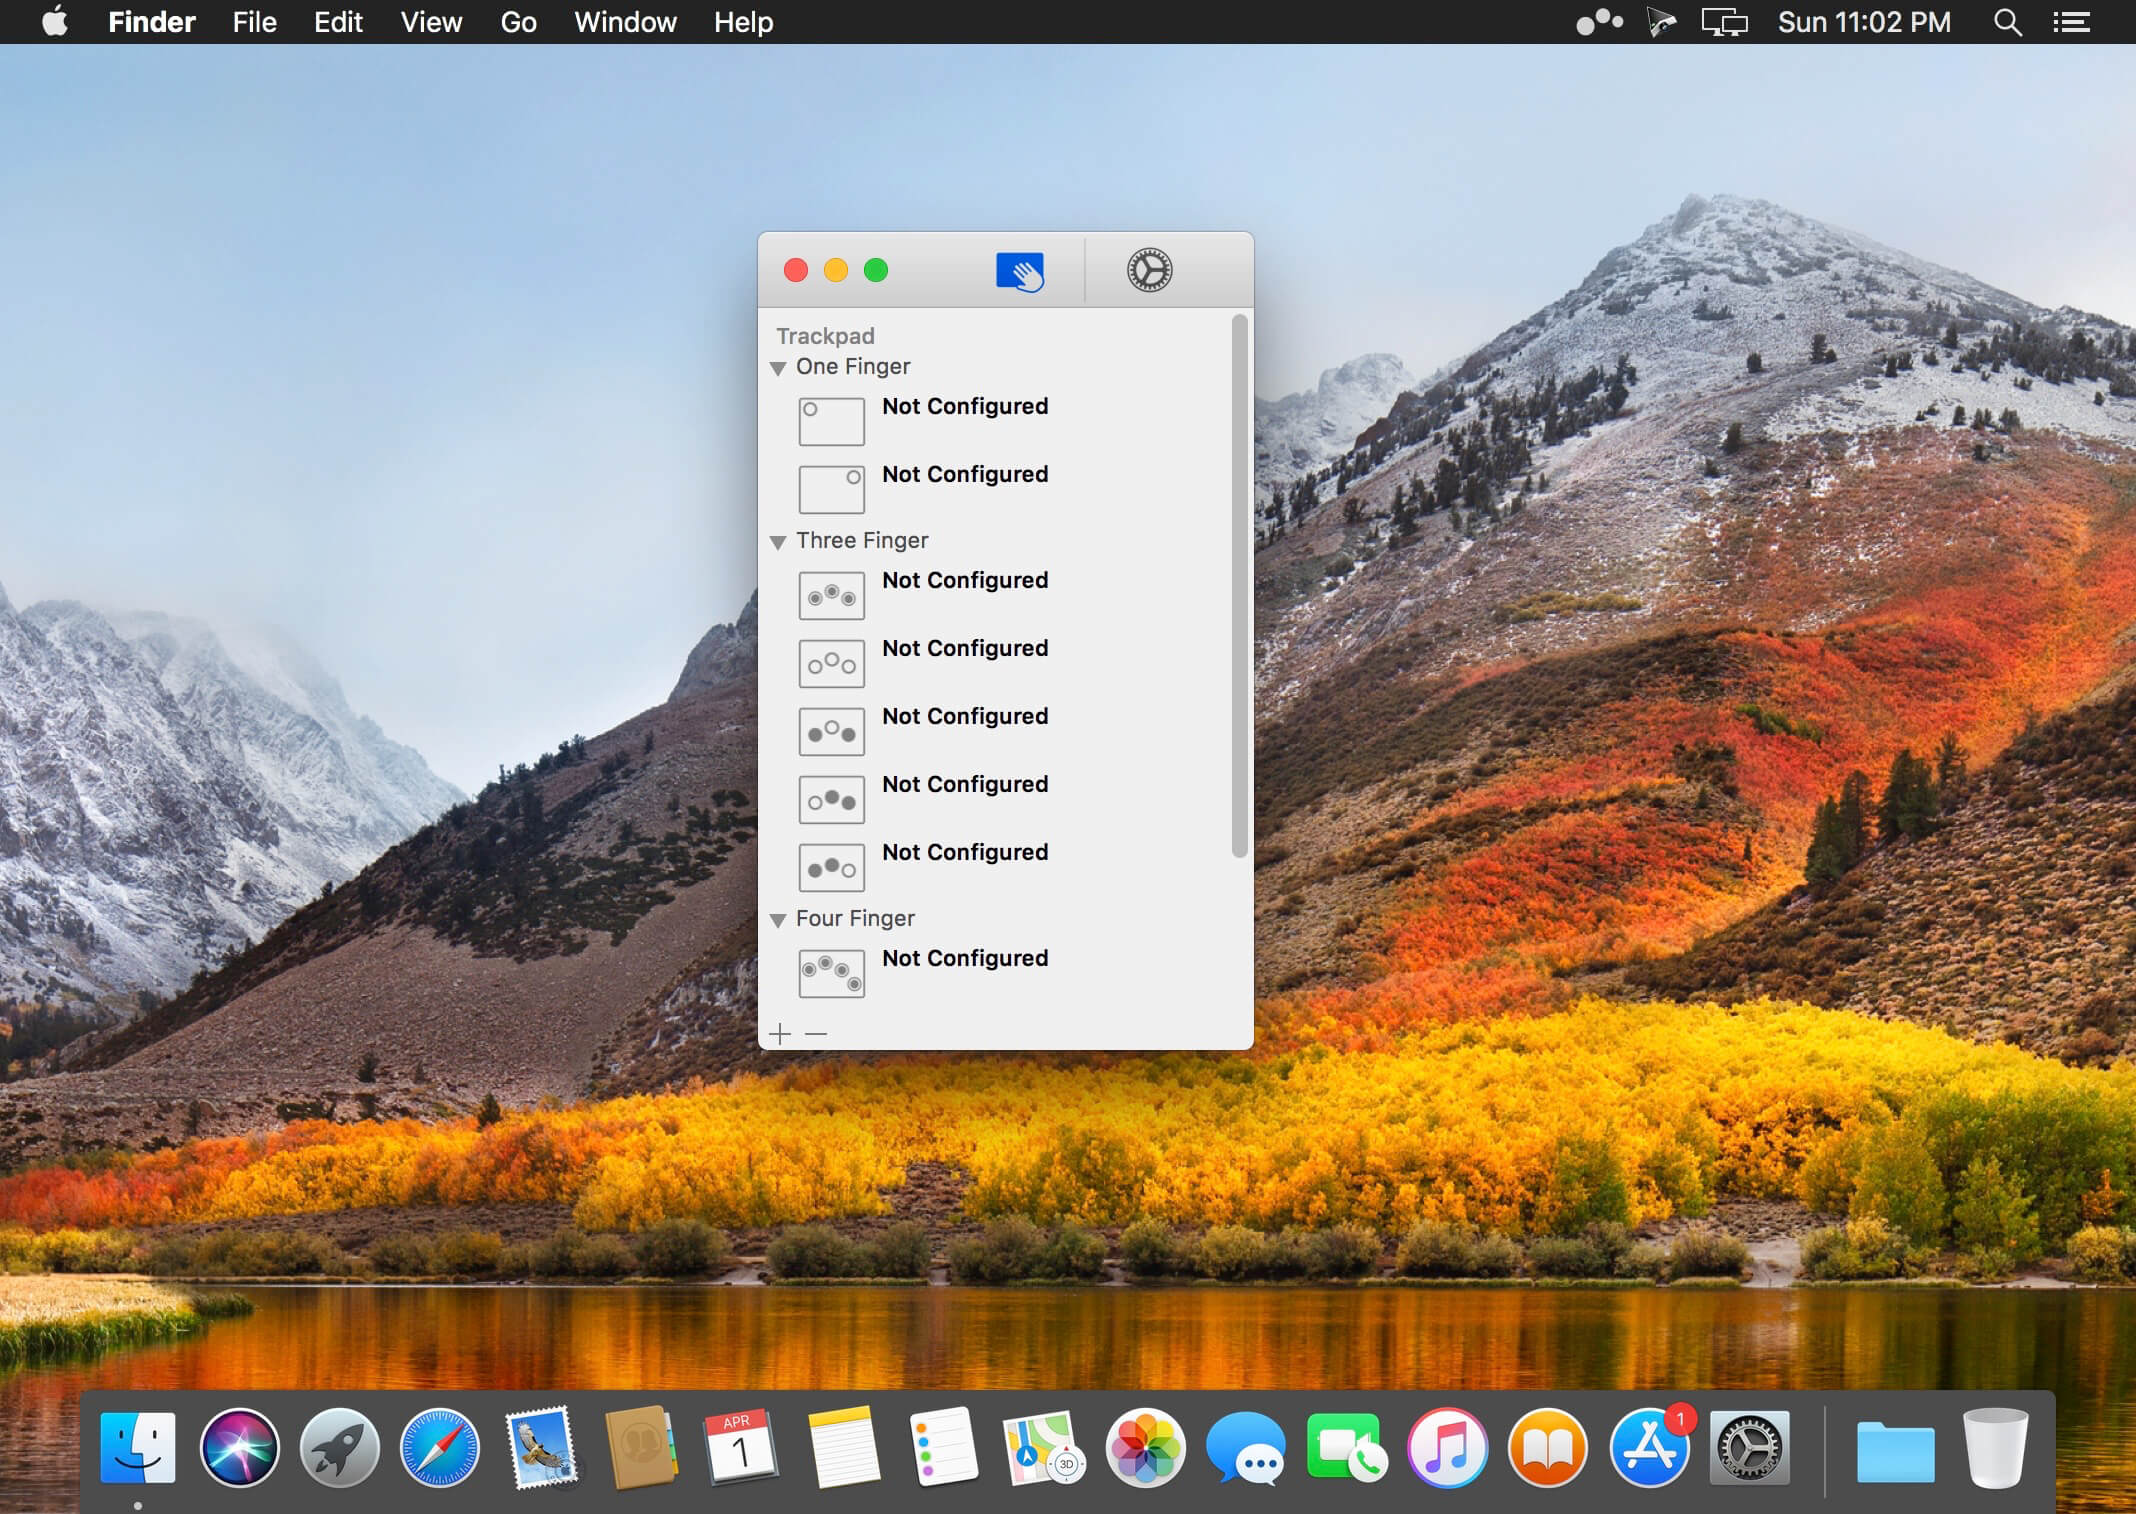 Finder File Edit View Go Window Help Sun 11:02 PM
Trackpad
One Finger
Not Configured
Not Configured
Three Finger
Not Configured
Not Configured
Not Configured
Not Configured
Not Configured
Four Finger
Not Configured
APR
1
3D
1